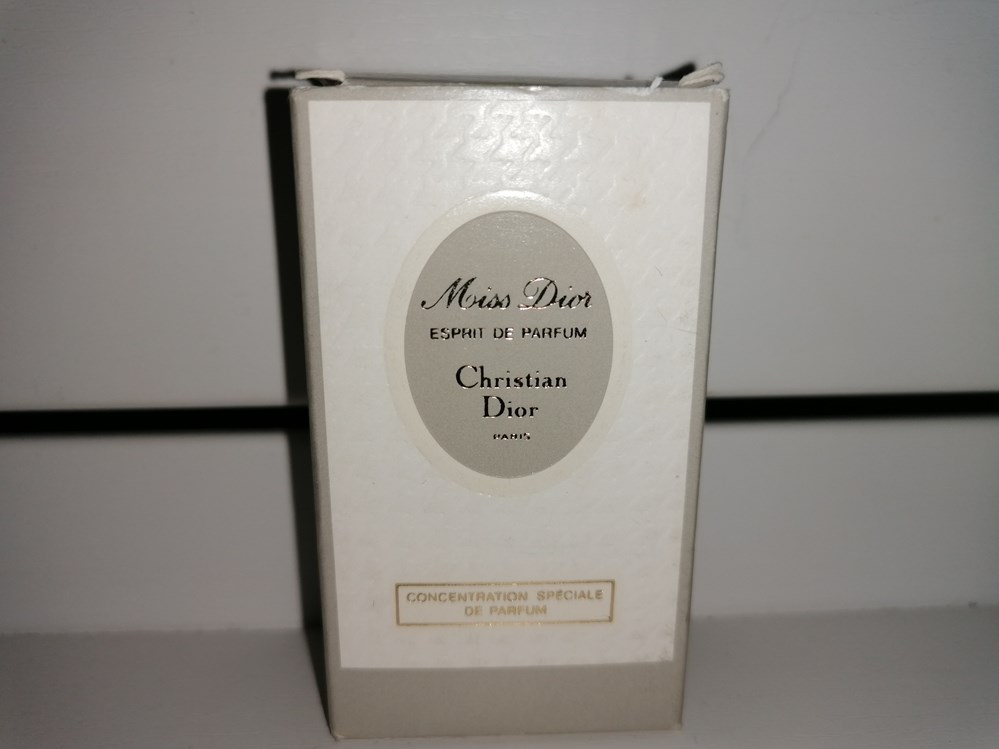 Miss Dior
ESPRIT DE PARFUM
Christian
Dior
PARIS
CONCENTRATION SPÉCIALE
DE PARFUM